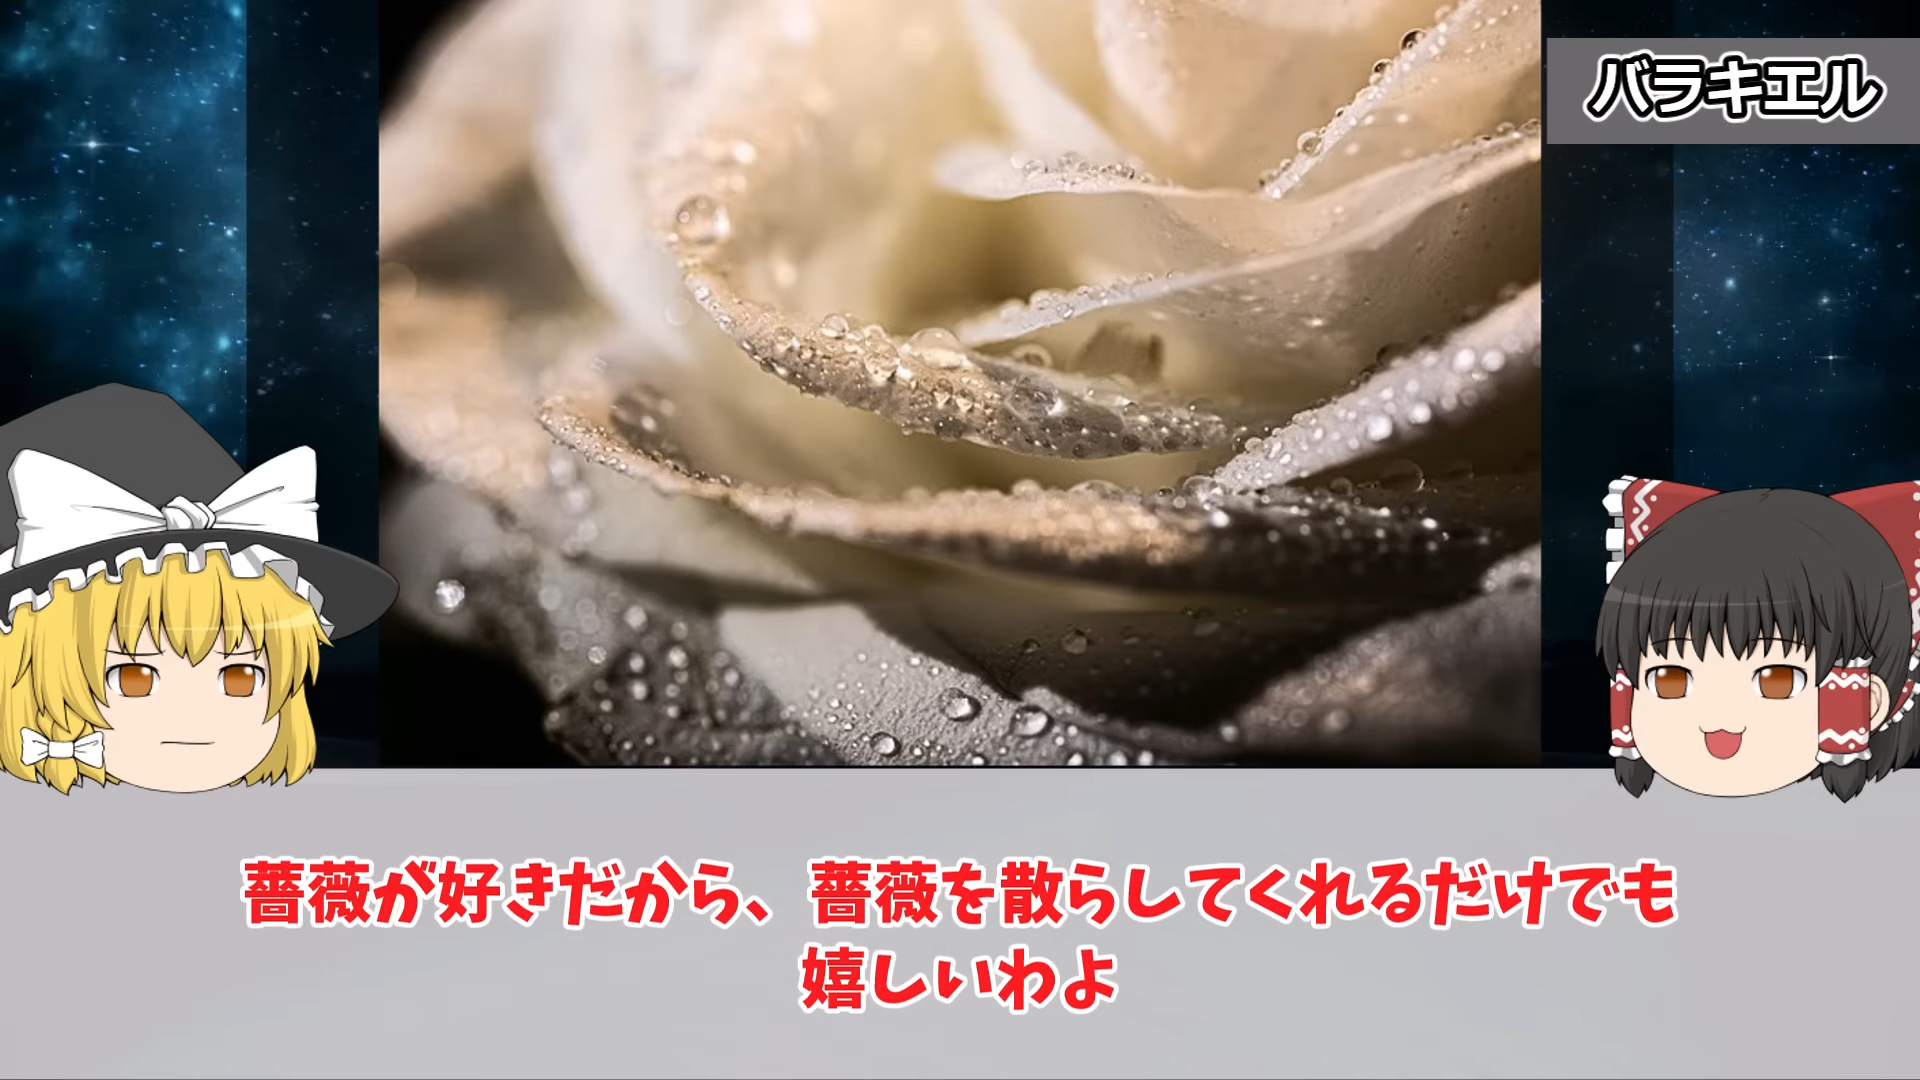 バラキエル
薔薇が好きだから、薔薇を散らしてくれるだけでも
嬉しいわよ